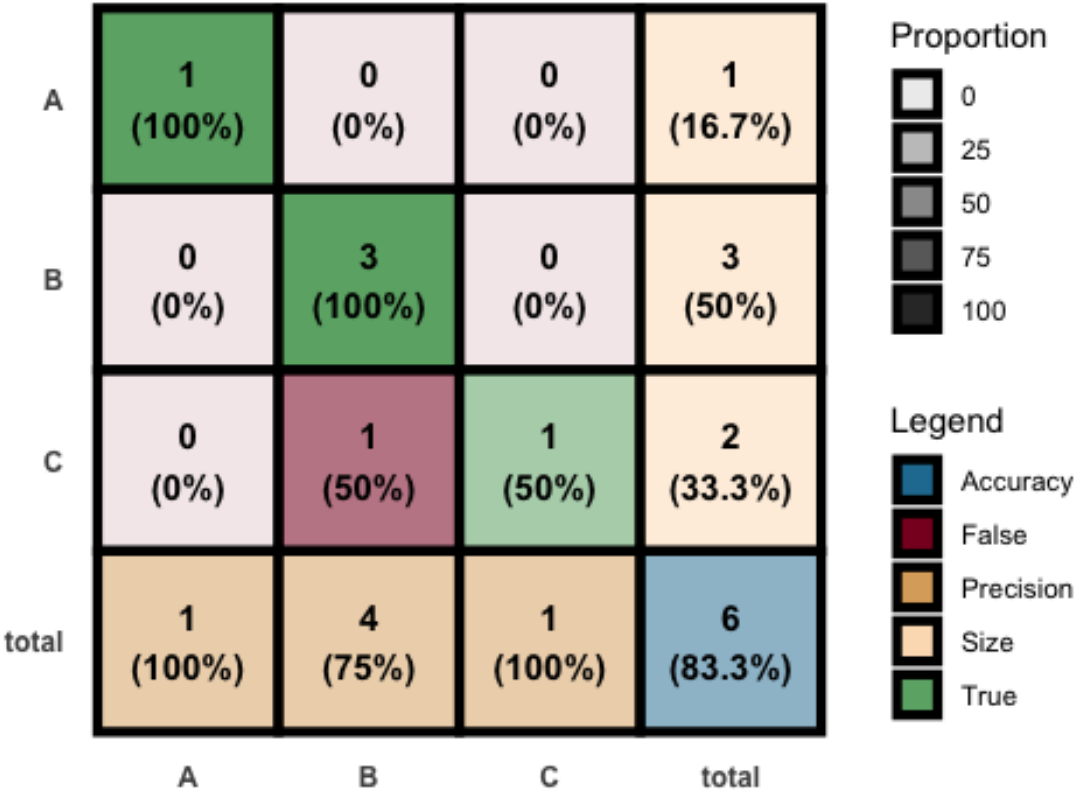 A
1
(100%)
0
(0%)
0
(0%)
1
(16.7%)
B
0
(0%)
3
(100%)
0
(0%)
3
(50%)
C
0
(0%)
1
(50%)
1
(50%)
2
(33.3%)
total
1
(100%)
4
(75%)
1
(100%)
6
(83.3%)
A
B
C
total
Proportion
0
25
50
75
100
Legend
Accuracy
False
Precision
Size
True